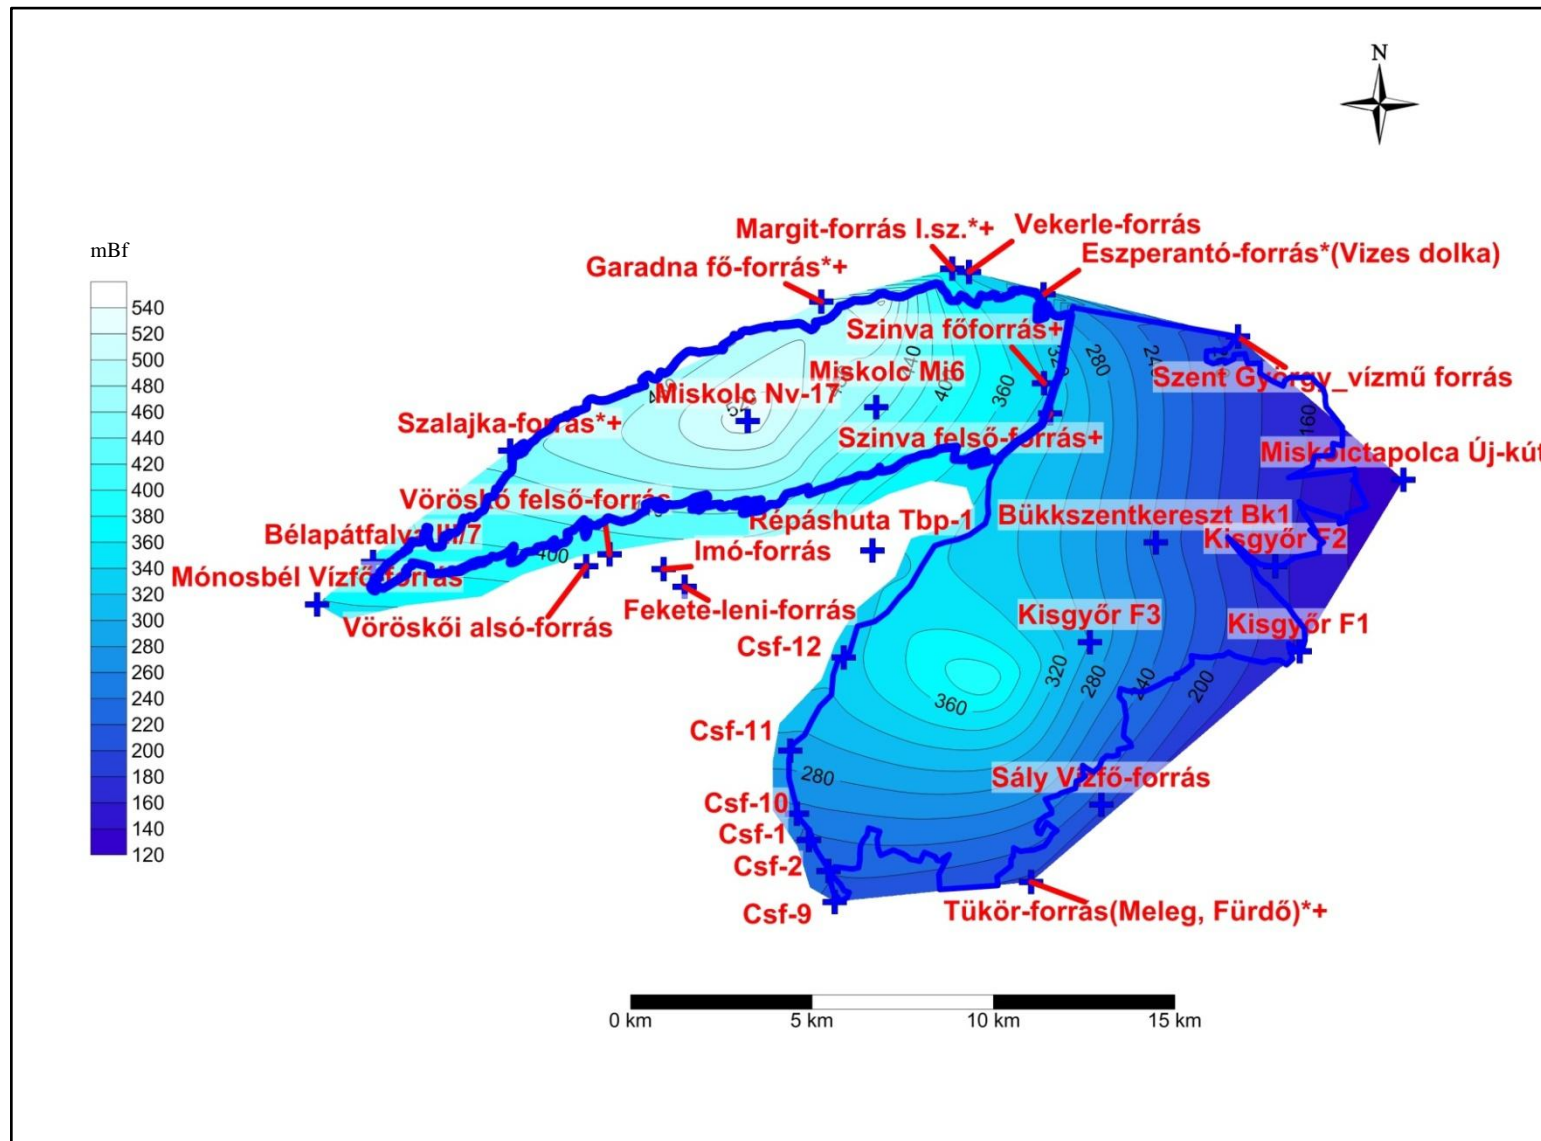 N
mBf
540
520
500
480
460
440
420
400
380
360
340
320
300
280
260
240
220
200
180
160
140
120
Margit-forrás I.sz.*+
Vekerle-forrás
Garadna fő-forrás*+
Eszperantó-forrás*(Vizes dolka)
Szinva főforrás+
280
440
Miskolc Mi6
400
360
Szent György_vízmű forrás
Miskolc Nv-17
Szalajka-forrás*+
160
Szinva felső-forrás+
Miskolctapolca Új-kút
Vöröskő felső-forrás
Répáshuta Tbp-1
Bükkszentkereszt Bk1
Bélapátfalva III/7
Imó-forrás
Kisgyőr F2
400
Mónosbél Vízfő-forrás
Fekete-leni-forrás
Vöröskői alsó-forrás
Kisgyőr F3
Kisgyőr F1
Csf-12
320
280
240
200
360
Csf-11
280
Sály Vízfő-forrás
Csf-10
Csf-1
Csf-2
Csf-9
Tükör-forrás(Meleg, Fürdő)*+
0 km
5 km
10 km
15 km